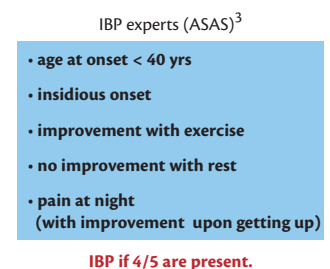 IBP experts (ASAS)3
• age at onset < 40 yrs
• insidious onset
• improvement with exercise
• no improvement with rest
• pain at night
(with improvement upon getting up)
IBP if 4/5 are present.